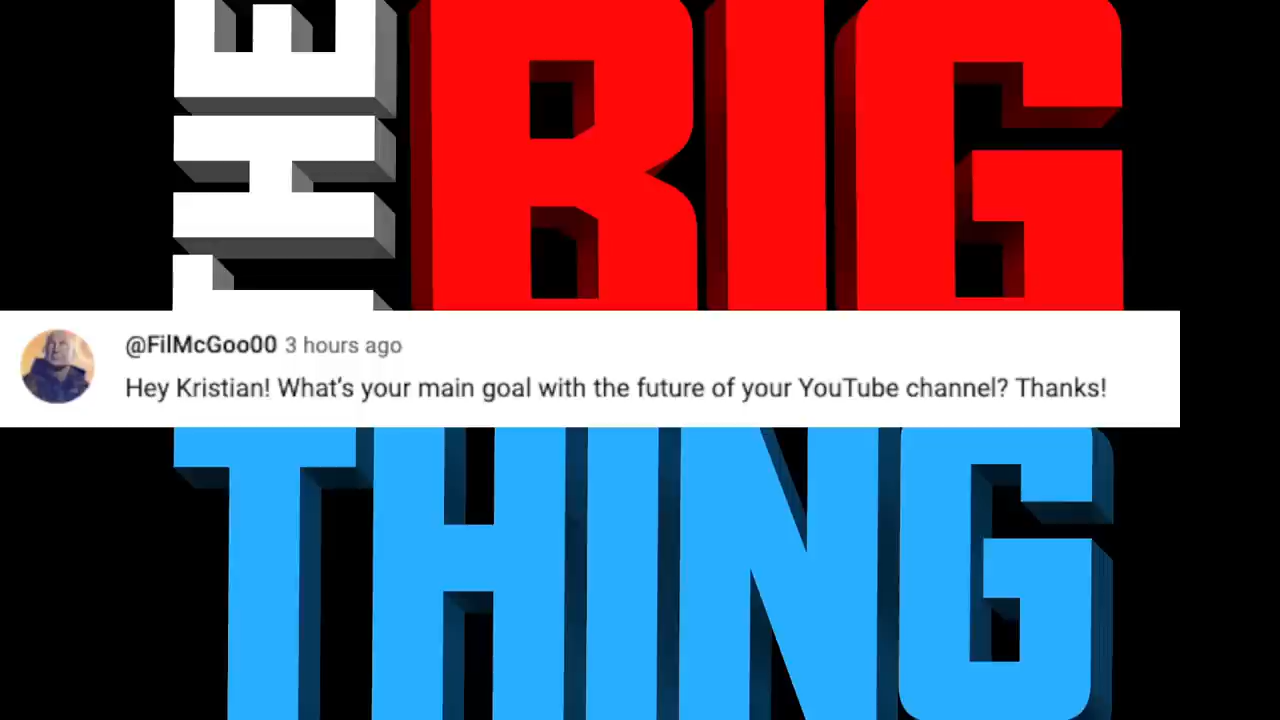 THE
BIG
@FilMcGoo00 3 hours ago
Hey Kristian! What's your main goal with the future of your YouTube channel? Thanks!
THING